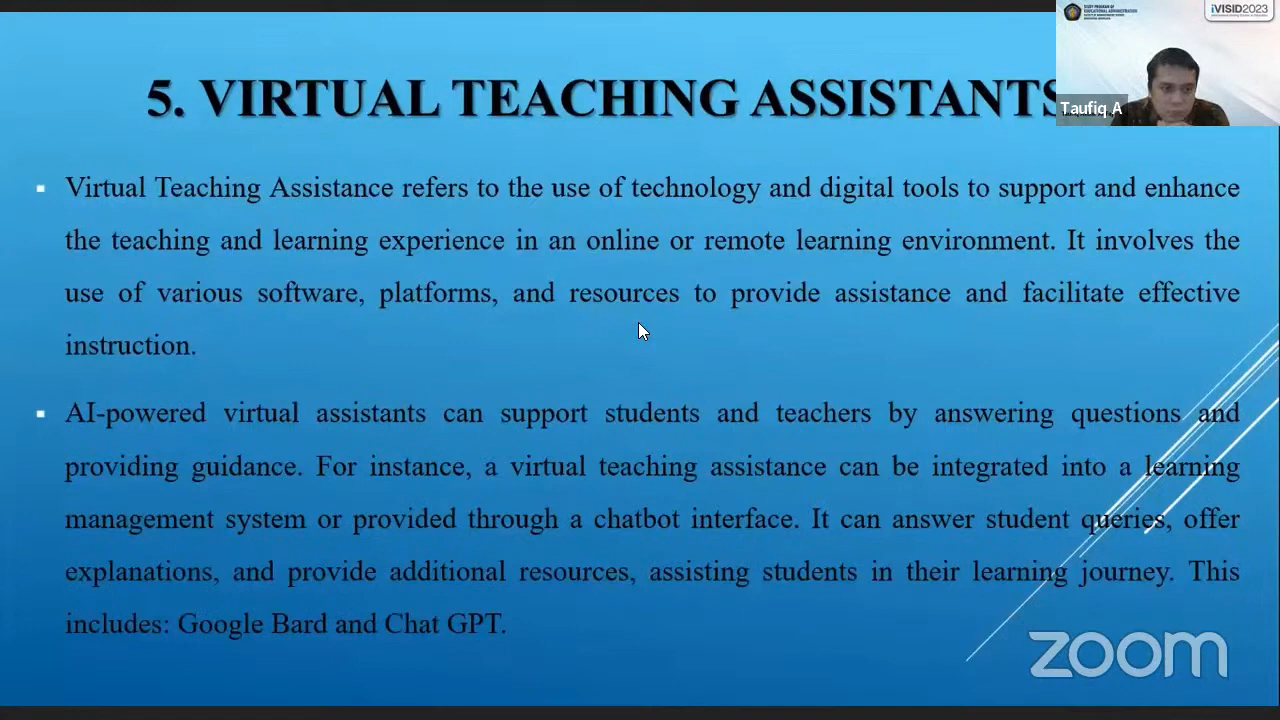 STUDY PROGRAM OF
EDUCATIONAL ADMINISTRATION
iVISID2023
Taufiq A
5. VIRTUAL TEACHING ASSISTANTS
Virtual Teaching Assistance refers to the use of technology and digital tools to support and enhance
the teaching and learning experience in an online or remote learning environment. It involves the
use of various software, platforms, and resources to provide assistance and facilitate effective
instruction.
AI-powered virtual assistants can support students and teachers by answering questions and
providing guidance. For instance, a virtual teaching assistance can be integrated into a learning
management system or provided through a chatbot interface. It can answer student queries, offer
explanations, and provide additional resources, assisting students in their learning journey. This
includes: Google Bard and Chat GPT.
zoom